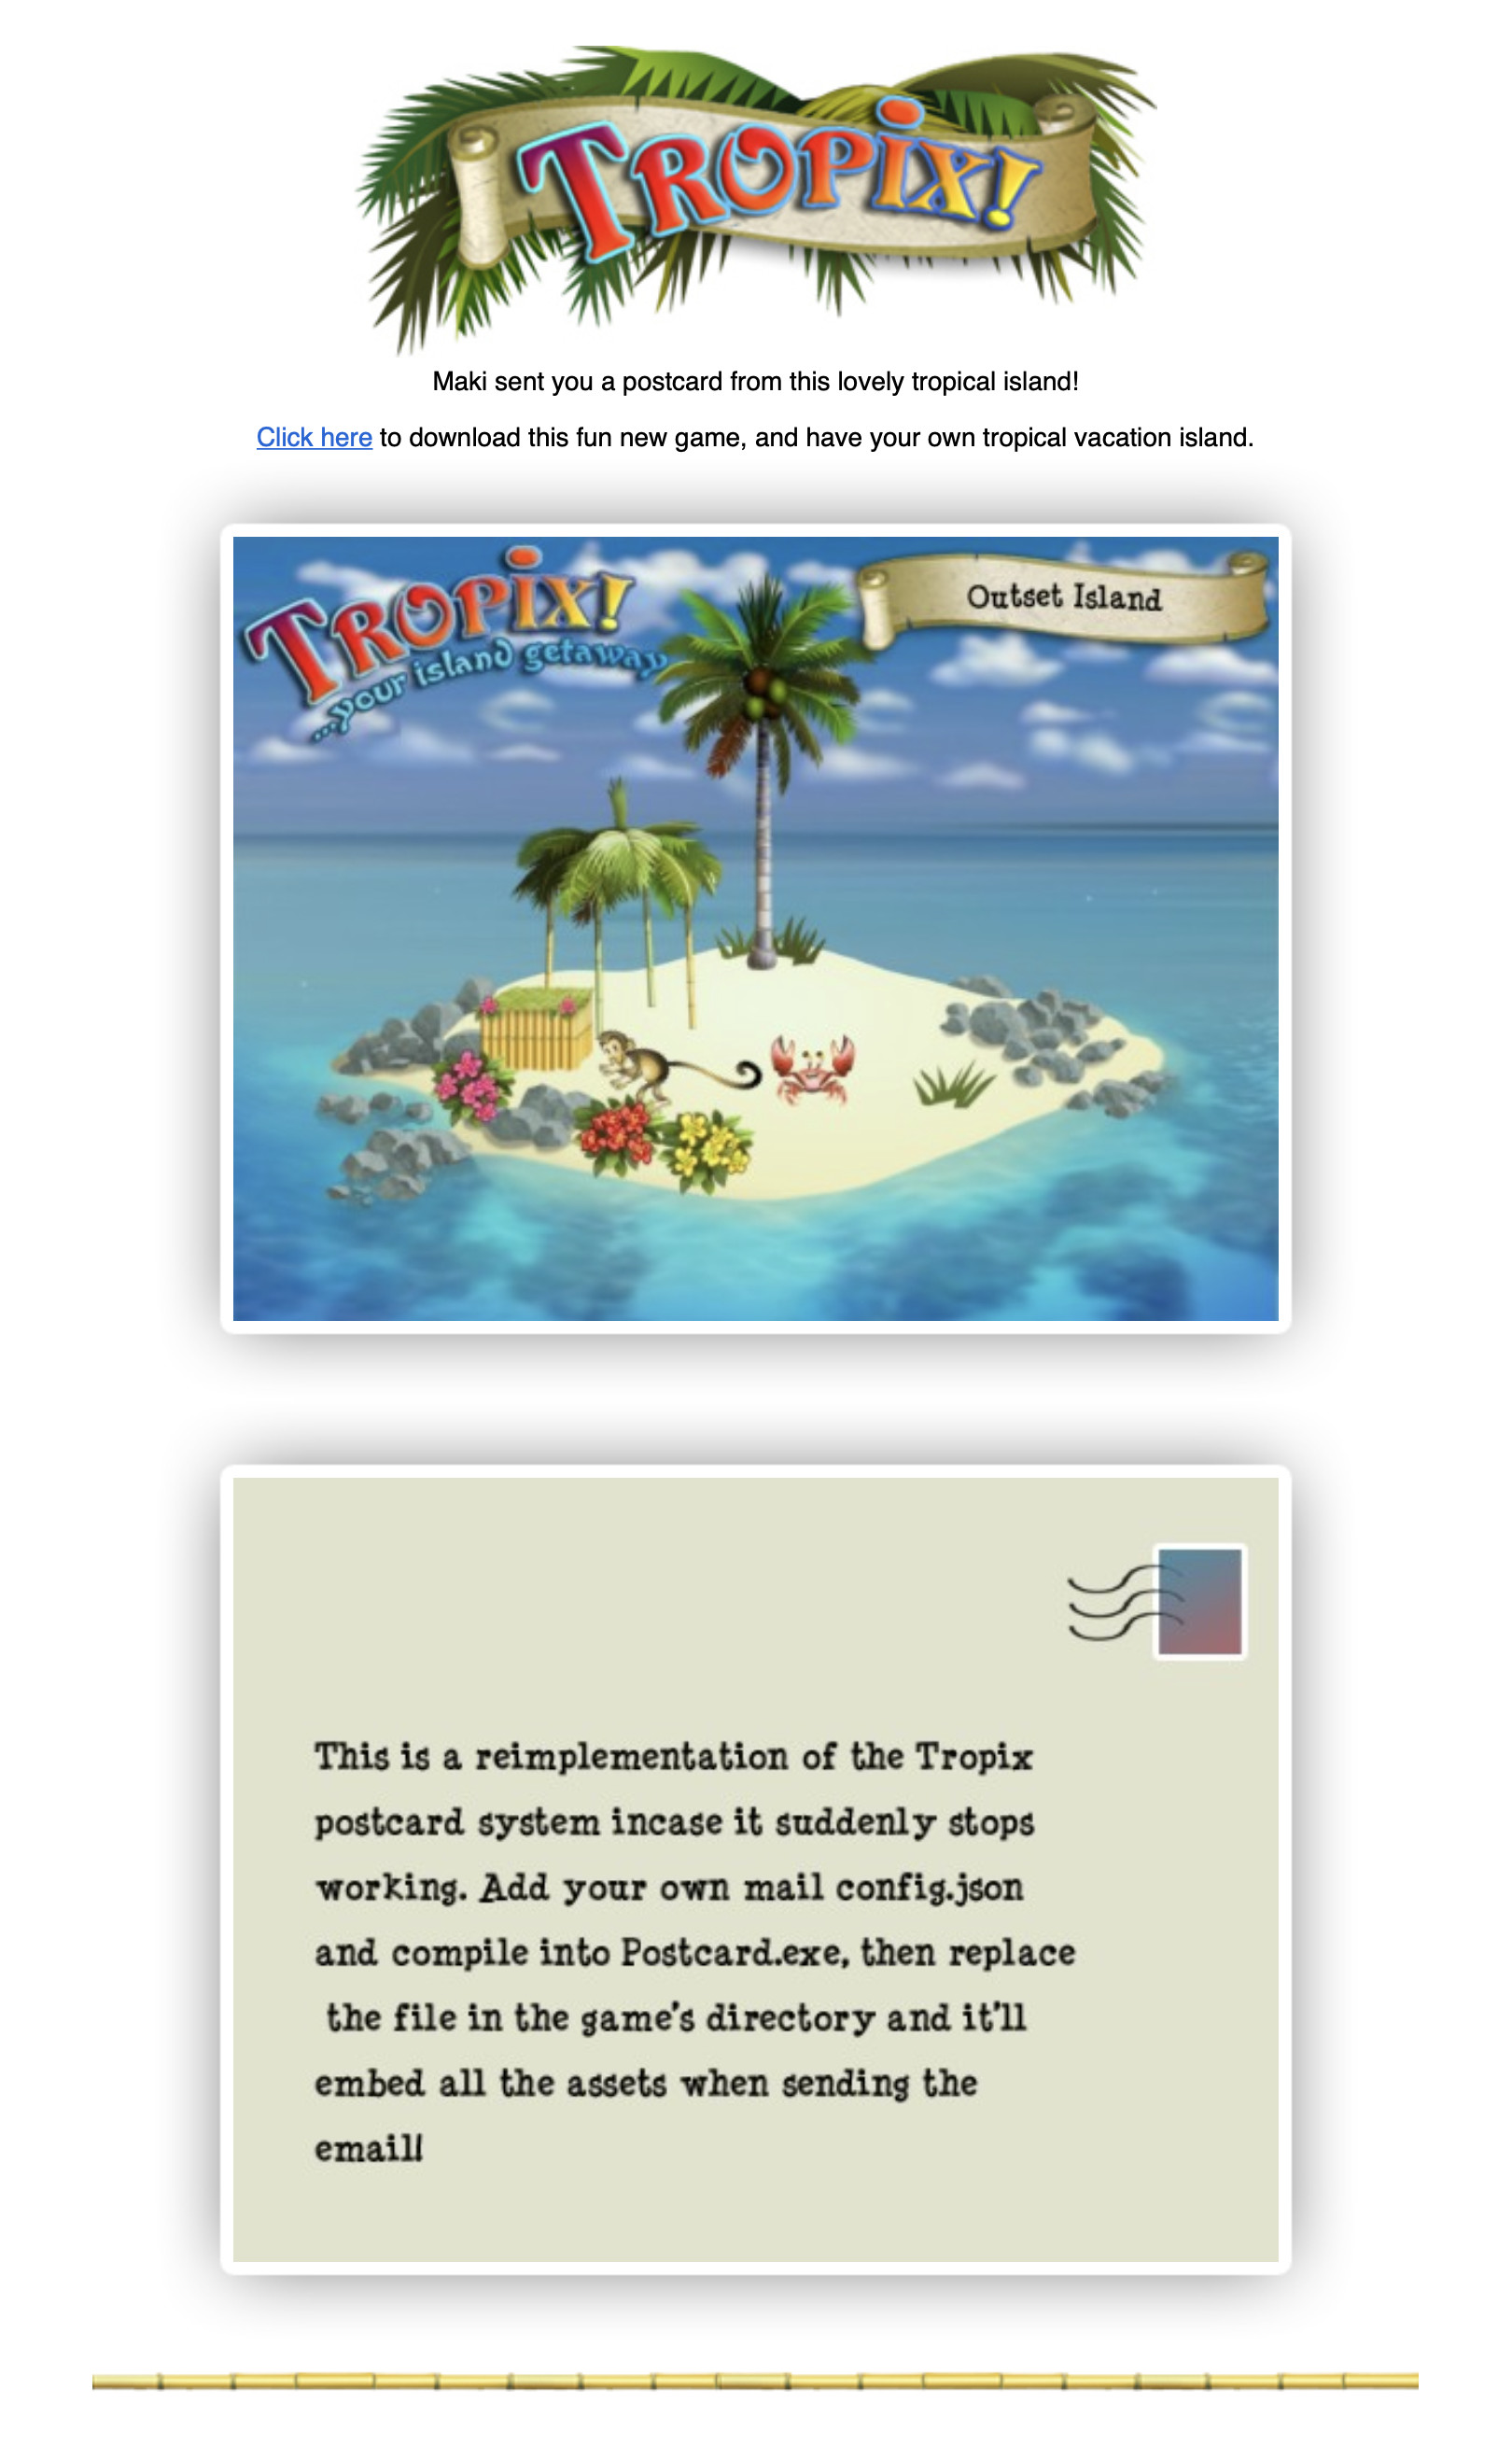 TROPIX!
Maki sent you a postcard from this lovely tropical island!
Click here to download this fun new game, and have your own tropical vacation island.
TROPIX!
...your island getaway
Outset Island
This is a reimplementation of the Tropix
postcard system incase it suddenly stops
working. Add your own mail config.json
and compile into Postcard.exe, then replace
the file in the game's directory and it'll
embed all the assets when sending the
email!